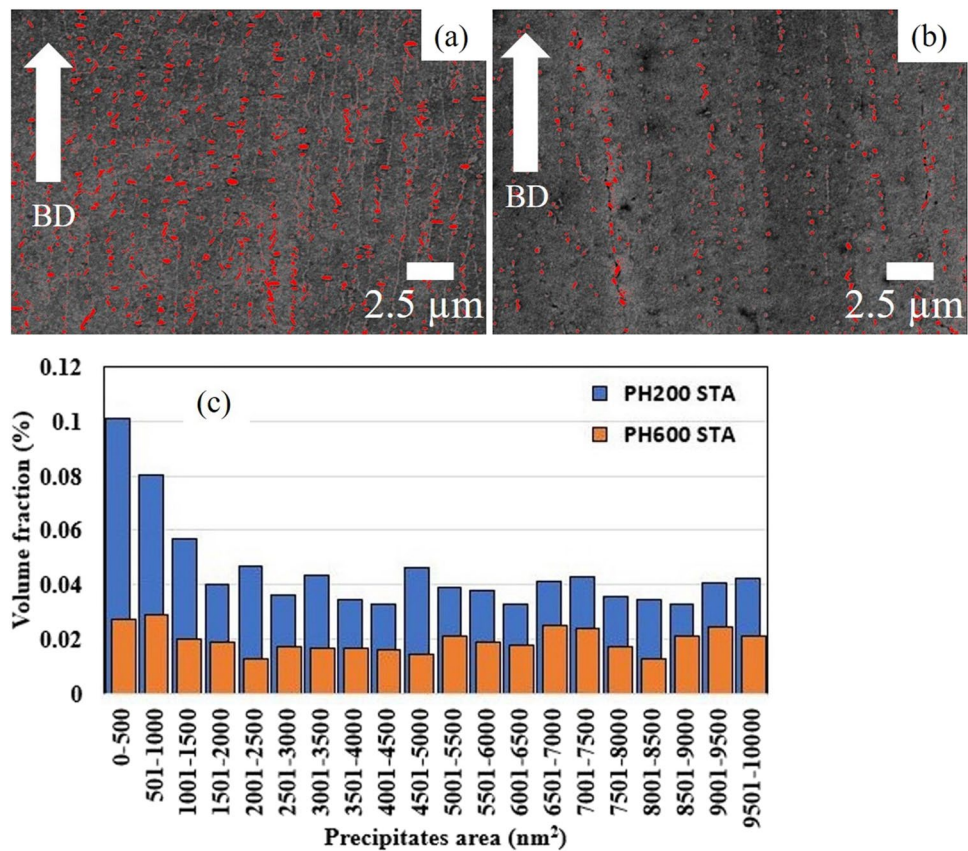 (a)
BD
2.5 µm
(b)
BD
2.5 µm
(c)
PH200 STA
PH600 STA
Volume fraction (%)
0.12
0.1
0.08
0.06
0.04
0.02
0
0-500
501-1000
1001-1500
1501-2000
2001-2500
2501-3000
3001-3500
3501-4000
4001-4500
4501-5000
5001-5500
5501-6000
6001-6500
6501-7000
7001-7500
7501-8000
8001-8500
8501-9000
9001-9500
9501-10000
Precipitates area (nm²)